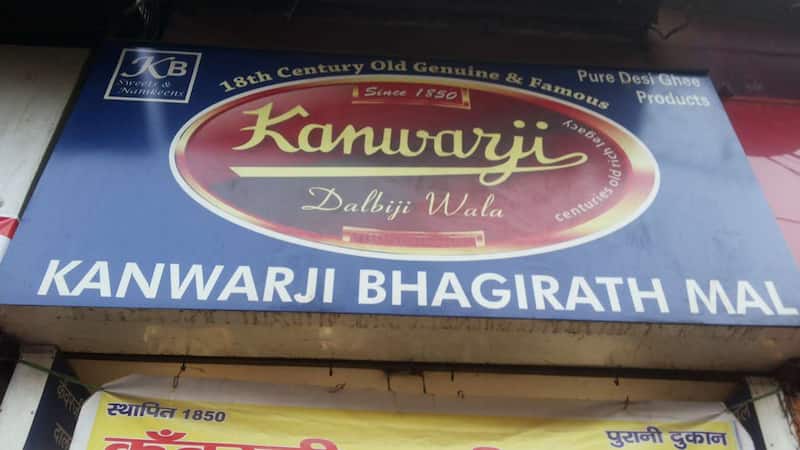 KB
Sweets &
Namkeens
18th Century Old Genuine & Famous
Pure Desi Ghee
Products
Since 1850
Kanwarji
centuries old rich legacy
Dalbiji Wala
KANWARJI BHAGIRATH MAL
स्थापित 1850
पुरानी दुकान